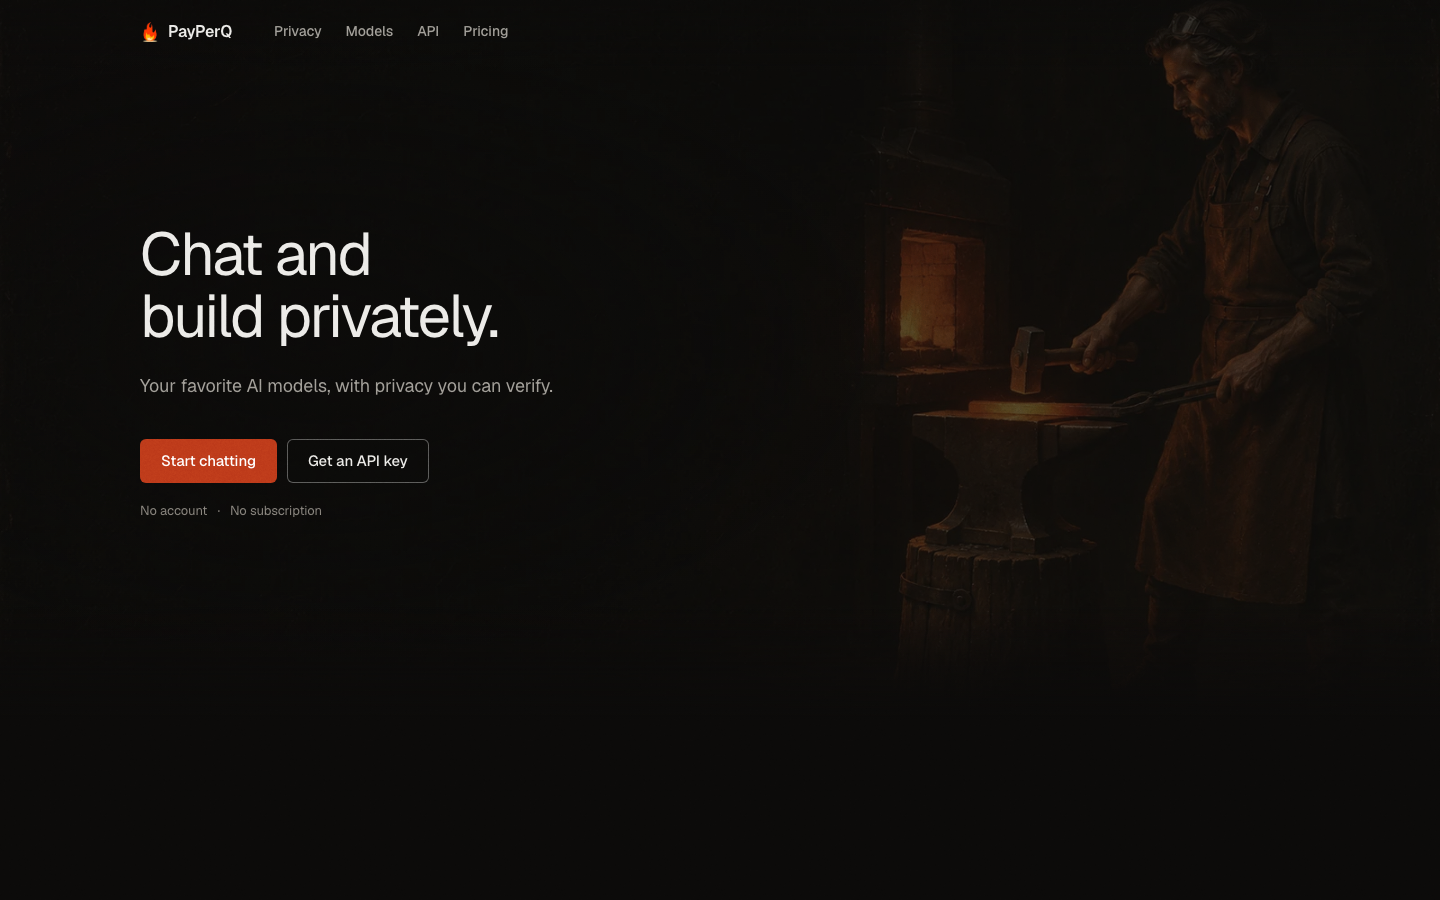 PayPerQ
Privacy
Models
API
Pricing
Chat and
build privately.
Your favorite AI models, with privacy you can verify.
Start chatting
Get an API key
No account · No subscription